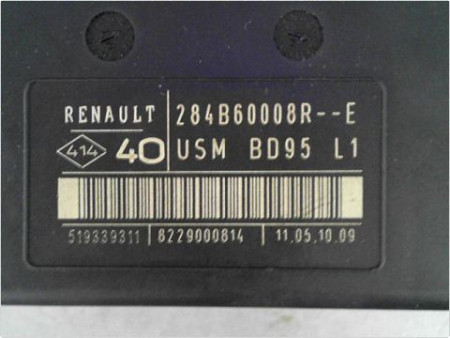 RENAULT 284B60008R--E
414 40 USM BD95 L1
519339311 8229000814 11.05.10.09